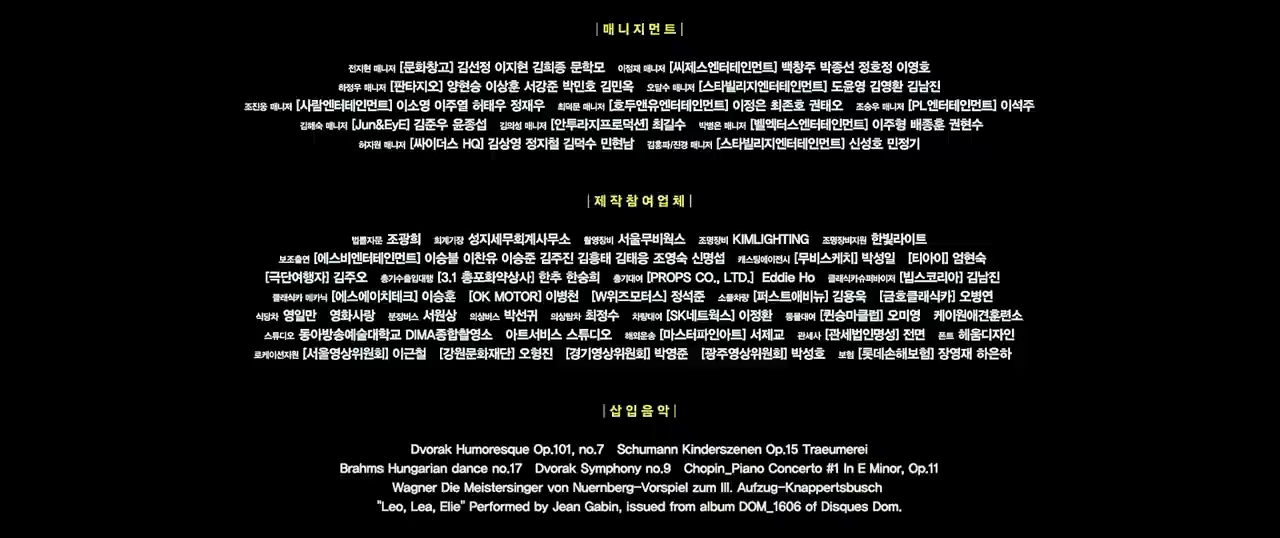 |매니지먼트|
전지현 매니저 [문화창고] 김선정 이지현 김희종 문학모 이정재 매니저 [씨제스엔터테인먼트] 백창주 박종선 정호정 이영호
하정우 매니저 [판타지오] 양현승 이상훈 서강준 박민호 김민옥 오달수 매니저 [스타빌리지엔터테인먼트] 도윤영 김영환 김남진
조진웅 매니저 [사람엔터테인먼트] 이소영 이주열 허태우 정재우 최덕문 매니저 [호두앤유엔터테인먼트] 이정은 최존호 권태오 조승우 매니저 [PL엔터테인먼트] 이석주
김해숙 매니저 [Jun&EyE] 김준우 윤종섭 김의성 매니저 [안투라지프로덕션] 최길수 박병은 매니저 [벨엑터스엔터테인먼트] 이주형 배종훈 권현수
허지원 매니저 [싸이더스 HQ] 김상영 정지철 김덕수 민현남 김홍파/진경 매니저 [스타빌리지엔터테인먼트] 신성호 민정기
|제작참여업체|
법률자문 조광희 회계기장 성지세무회계사무소 촬영장비 서울무비웍스 조명장비 KIMLIGHTING 조명장비지원 한빛라이트
보조출연 [에스비엔터테인먼트] 이승불 이찬유 이승준 김주진 김흥태 김태응 조영숙 신명섭 캐스팅에이전시 [무비스케치] 박성일 [티아이] 엄현숙
[극단여행자] 김주오 총기수출입대행 [3.1 총포화약상사] 한추 한승희 총기대여 [PROPS CO., LTD.] Eddie Ho 클래식카슈퍼바이저 [빕스코리아] 김남진
클래식카 메카닉 [에스에이치테크] 이승호 [OK MOTOR] 이병천 [W위즈모터스] 정석준 소품차량 [퍼스트애비뉴] 김용욱 [금호클래식카] 오병연
식당차 영일만 영화사랑 분장버스 서원상 의상버스 박선귀 의상탑차 최정수 차량대여 [SK네트웍스] 이정환 동물대여 [퀸승마클럽] 오미영 케이원애견훈련소
스튜디오 동아방송예술대학교 DIMA종합촬영소 아트서비스 스튜디오 해외운송 [마스터파인아트] 서제교 관세사 [관세법인명성] 전면 폰트 헤움디자인
로케이션지원 [서울영상위원회] 이근철 [강원문화재단] 오형진 [경기영상위원회] 박영준 [광주영상위원회] 박성호 보험 [롯데손해보험] 장영재 하은하
|삽입음악|
Dvorak Humoresque Op.101, no.7 Schumann Kinderszenen Op.15 Traeumerei
Brahms Hungarian dance no.17 Dvorak Symphony no.9 Chopin_Piano Concerto #1 In E Minor, Op.11
Wagner Die Meistersinger von Nuernberg-Vorspiel zum III. Aufzug-Knappertsbusch
"Leo, Lea, Elie" Performed by Jean Gabin, issued from album DOM_1606 of Disques Dom.